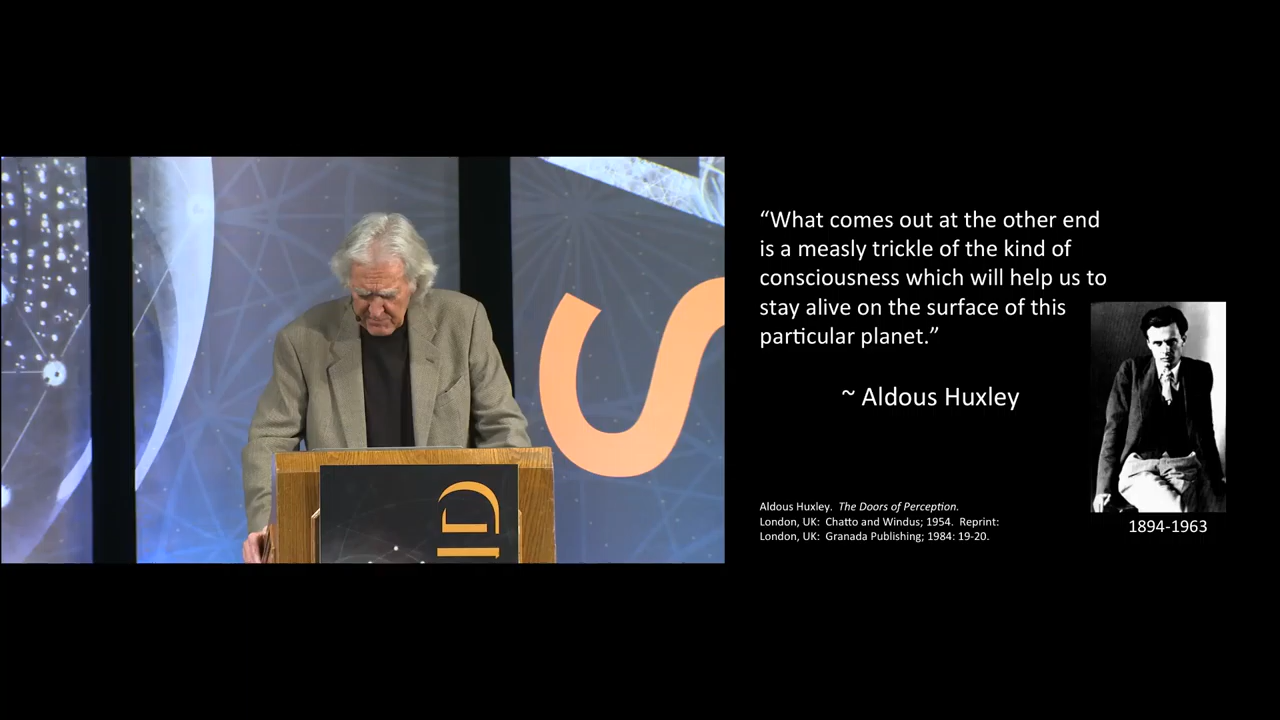 “What comes out at the other end
is a measly trickle of the kind of
consciousness which will help us to
stay alive on the surface of this
particular planet.”
~ Aldous Huxley
Aldous Huxley. The Doors of Perception.
London, UK: Chatto and Windus; 1954. Reprint:
London, UK: Granada Publishing; 1984: 19-20.
1894-1963
S
ID